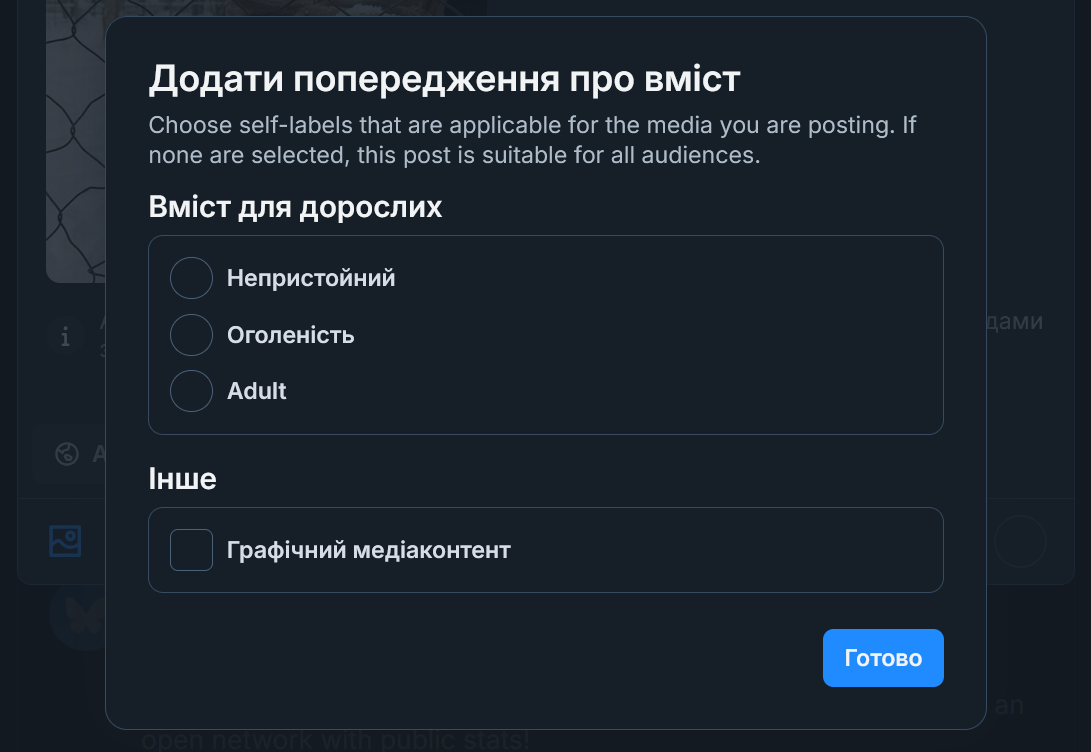 Додати попередження про вміст
Choose self-labels that are applicable for the media you are posting. If
none are selected, this post is suitable for all audiences.
Вміст для дорослих
Непристойний
Оголеність
Adult
Інше
Графічний медіаконтент
Готово
дами
an
open network with public stats!